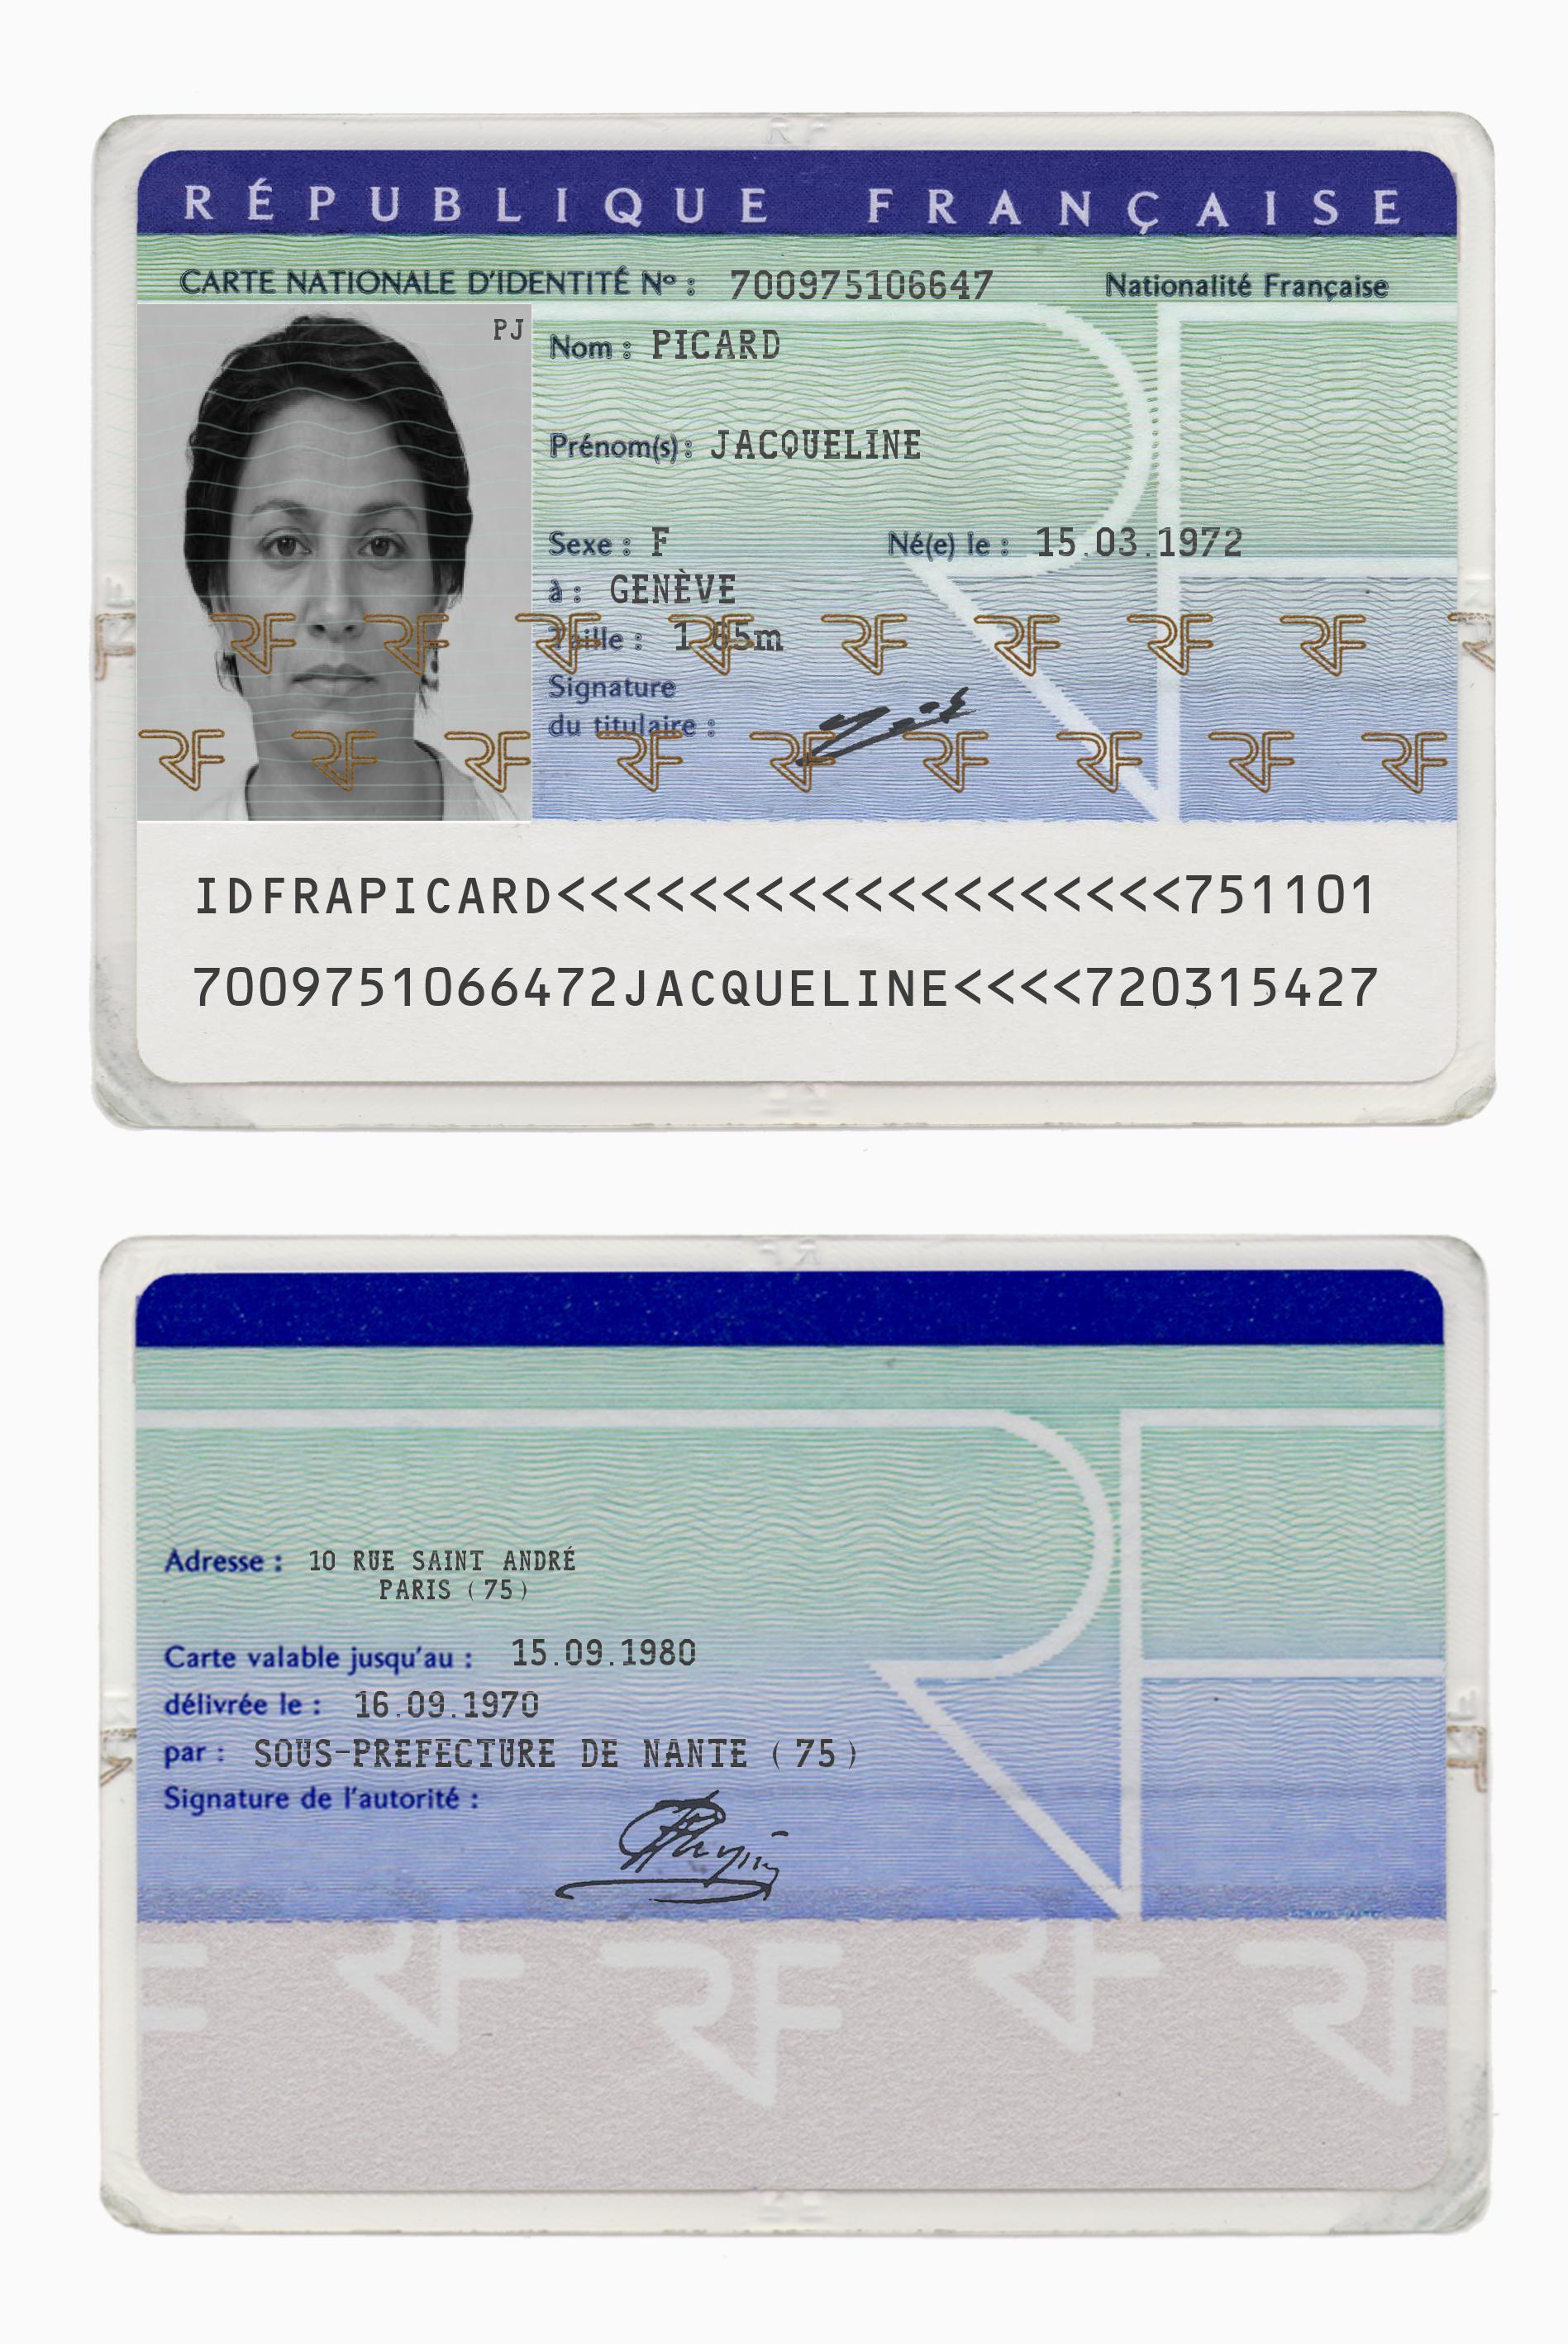 RÉPUBLIQUE FRANÇAISE
CARTE NATIONALE D'IDENTITÉ Nº : 700975106647 Nationalité Française
PJ
Nom : PICARD
Prénom(s) : JACQUELINE
Sexe : F Né(e) le : 15.03.1972
à : GENÈVE
Taille : 1,65m
Signature
du titulaire :
IDFRAPICARD<<<<<<<<<<<<<<<<<<<751101
7009751066472JACQUELINE<<<<720315427
Adresse : 10 RUE SAINT ANDRÉ
PARIS (75)
Carte valable jusqu'au : 15.09.1980
délivrée le : 16.09.1970
par : SOUS-PREFECTURE DE NANTE (75)
Signature de l'autorité :